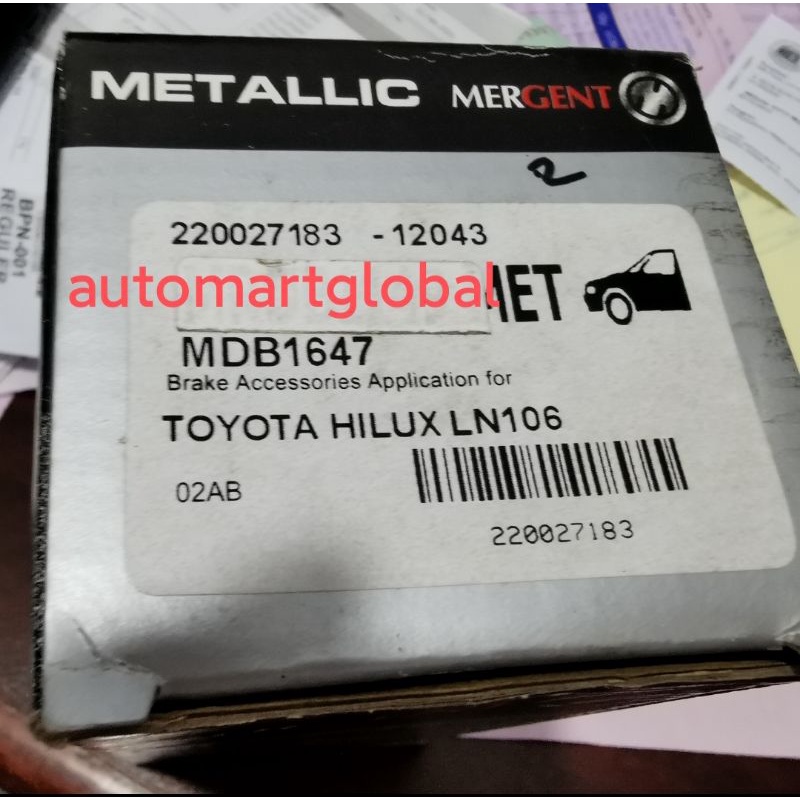 METALLIC MERGENT
2
220027183 -12043
automartglobal
MDB1647
Brake Accessories Application for
TOYOTA HILUX LN106
02AB
220027183
BPN-001
REGULER